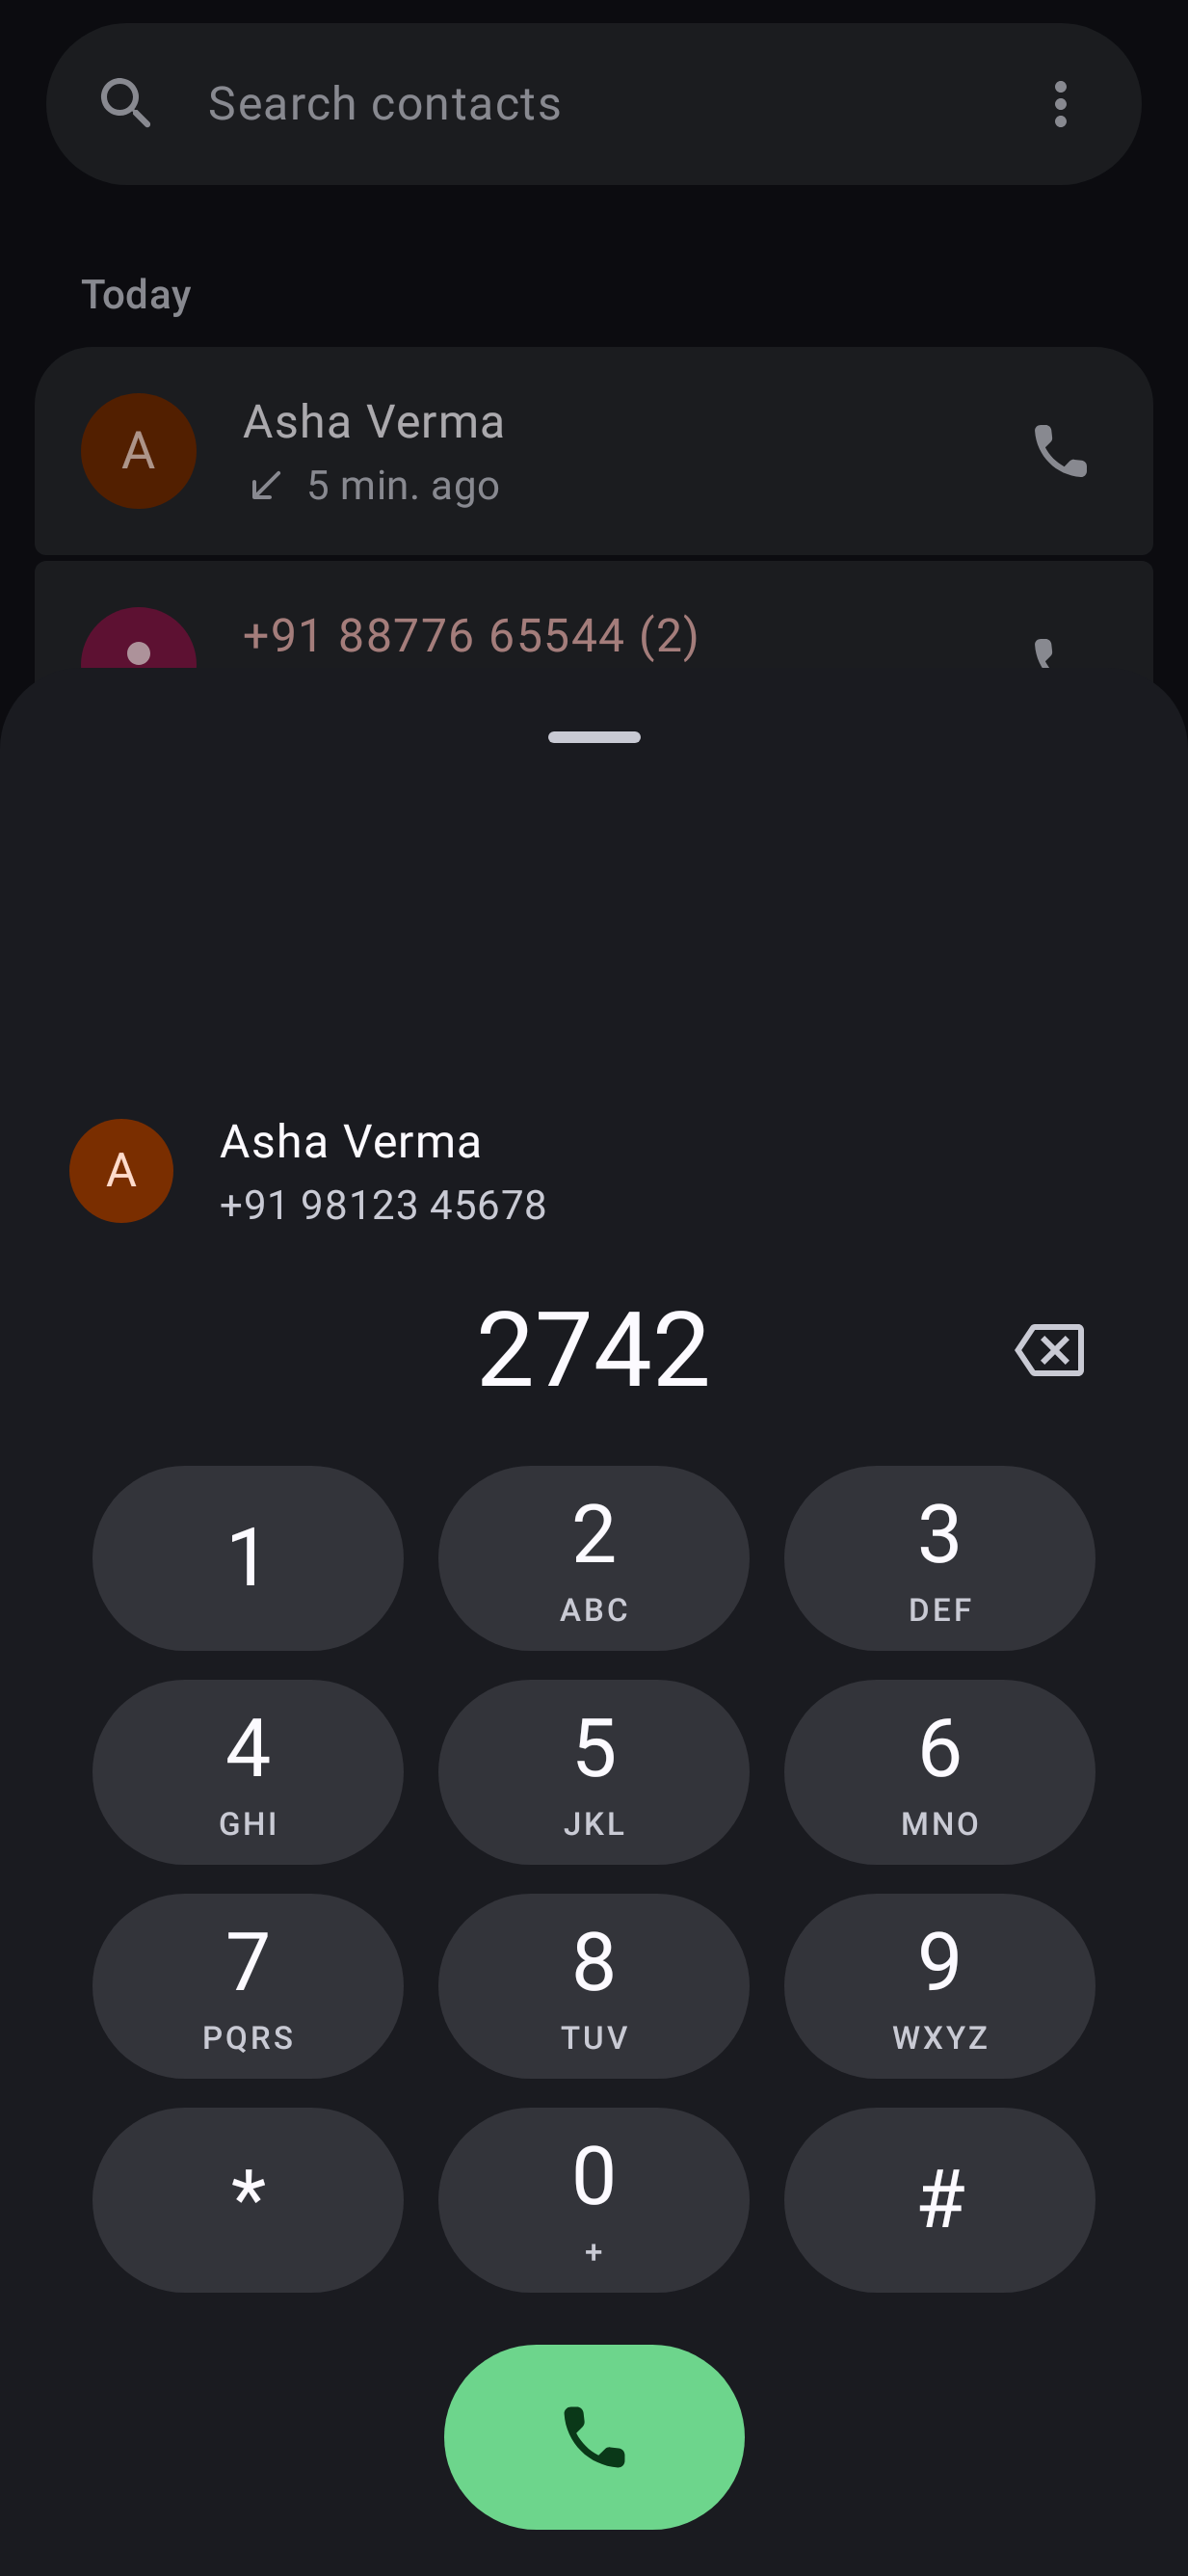 Search contacts
Today
A
Asha Verma
5 min. ago
+91 88776 65544 (2)
A
Asha Verma
+91 98123 45678
2742
1
2
ABC
3
DEF
4
GHI
5
JKL
6
MNO
7
PQRS
8
TUV
9
WXYZ
*
0
+
#